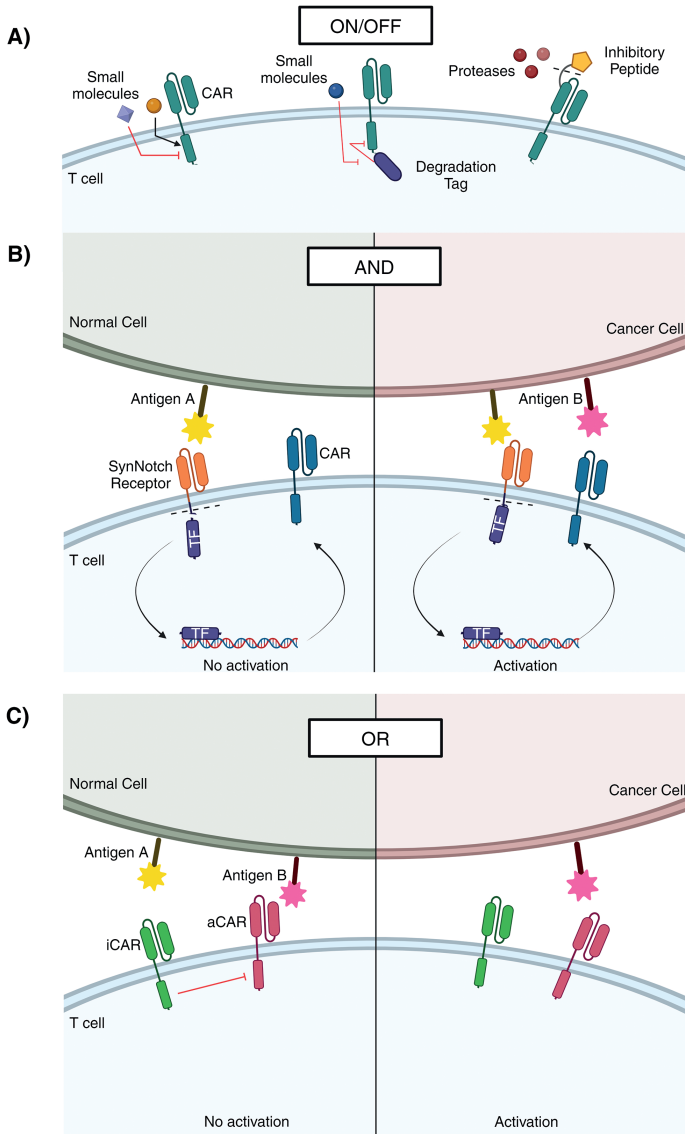 A)
ON/OFF
Small
molecules
CAR
T cell
Small
molecules
Degradation
Tag
Proteases
Inhibitory
Peptide
B)
AND
Normal Cell
Cancer Cell
Antigen A
Antigen B
SynNotch
Receptor
CAR
TF
TF
T cell
TF
TF
No activation
Activation
C)
OR
Normal Cell
Cancer Cell
Antigen A
Antigen B
iCAR
aCAR
T cell
No activation
Activation